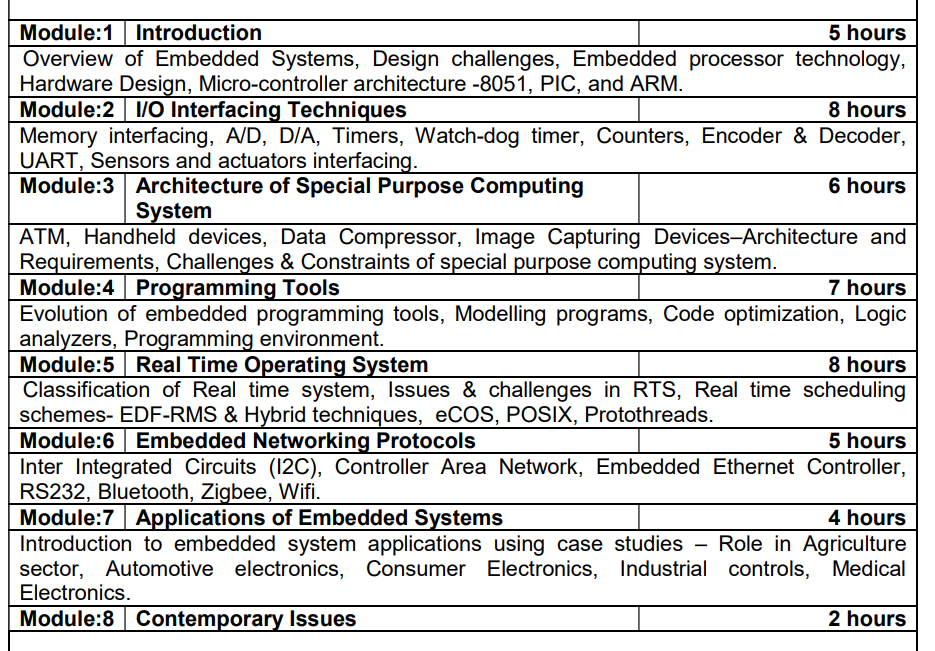 Module:1 Introduction 5 hours
Overview of Embedded Systems, Design challenges, Embedded processor technology,
Hardware Design, Micro-controller architecture -8051, PIC, and ARM.
Module:2 I/O Interfacing Techniques 8 hours
Memory interfacing, A/D, D/A, Timers, Watch-dog timer, Counters, Encoder & Decoder,
UART, Sensors and actuators interfacing.
Module:3 Architecture of Special Purpose Computing 6 hours
System
ATM, Handheld devices, Data Compressor, Image Capturing Devices–Architecture and
Requirements, Challenges & Constraints of special purpose computing system.
Module:4 Programming Tools 7 hours
Evolution of embedded programming tools, Modelling programs, Code optimization, Logic
analyzers, Programming environment.
Module:5 Real Time Operating System 8 hours
Classification of Real time system, Issues & challenges in RTS, Real time scheduling
schemes- EDF-RMS & Hybrid techniques, eCOS, POSIX, Protothreads.
Module:6 Embedded Networking Protocols 5 hours
Inter Integrated Circuits (I2C), Controller Area Network, Embedded Ethernet Controller,
RS232, Bluetooth, Zigbee, Wifi.
Module:7 Applications of Embedded Systems 4 hours
Introduction to embedded system applications using case studies – Role in Agriculture
sector, Automotive electronics, Consumer Electronics, Industrial controls, Medical
Electronics.
Module:8 Contemporary Issues 2 hours